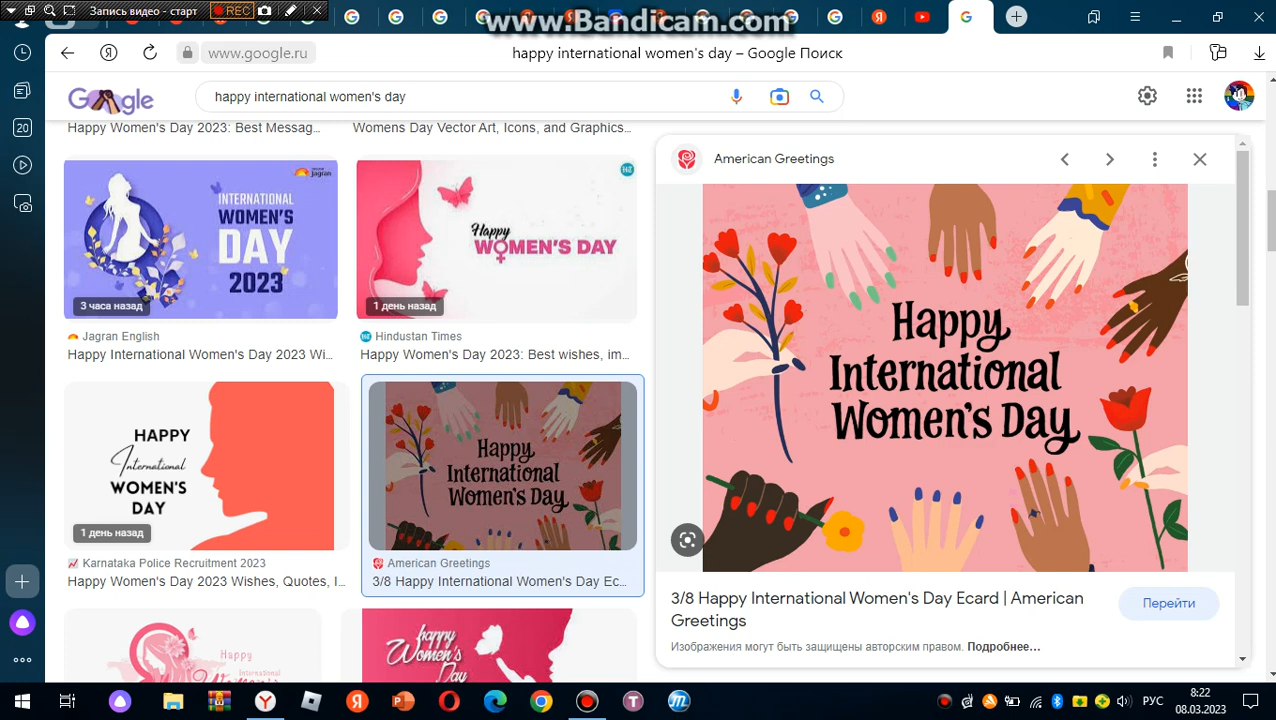 Запись видео - старт
REC
www.Bandicam.com
www.google.ru
happy international women's day – Google Поиск
Google
happy international women's day
20
Happy Women's Day 2023: Best Messag...
Womens Day Vector Art, Icons, and Graphics...
Jagran
INTERNATIONAL
WOMEN'S
DAY
2023
3 часа назад
Jagran English
Happy International Women's Day 2023 Wi...
Happy
WOMEN'S DAY
1 день назад
Hindustan Times
Happy Women's Day 2023: Best wishes, im...
HAPPY
International
WOMEN'S
DAY
1 день назад
Karnataka Police Recruitment 2023
Happy Women's Day 2023 Wishes, Quotes, I...
Happy
International
Women's Day
American Greetings
3/8 Happy International Women's Day Ec...
Happy
International
Women's
happy
Women's
Day
American Greetings
Happy
International
Women's Day
3/8 Happy International Women's Day Ecard | American
Greetings
Перейти
Изображения могут быть защищены авторским правом. Подробнее...
РУС
8:22
08.03.2023